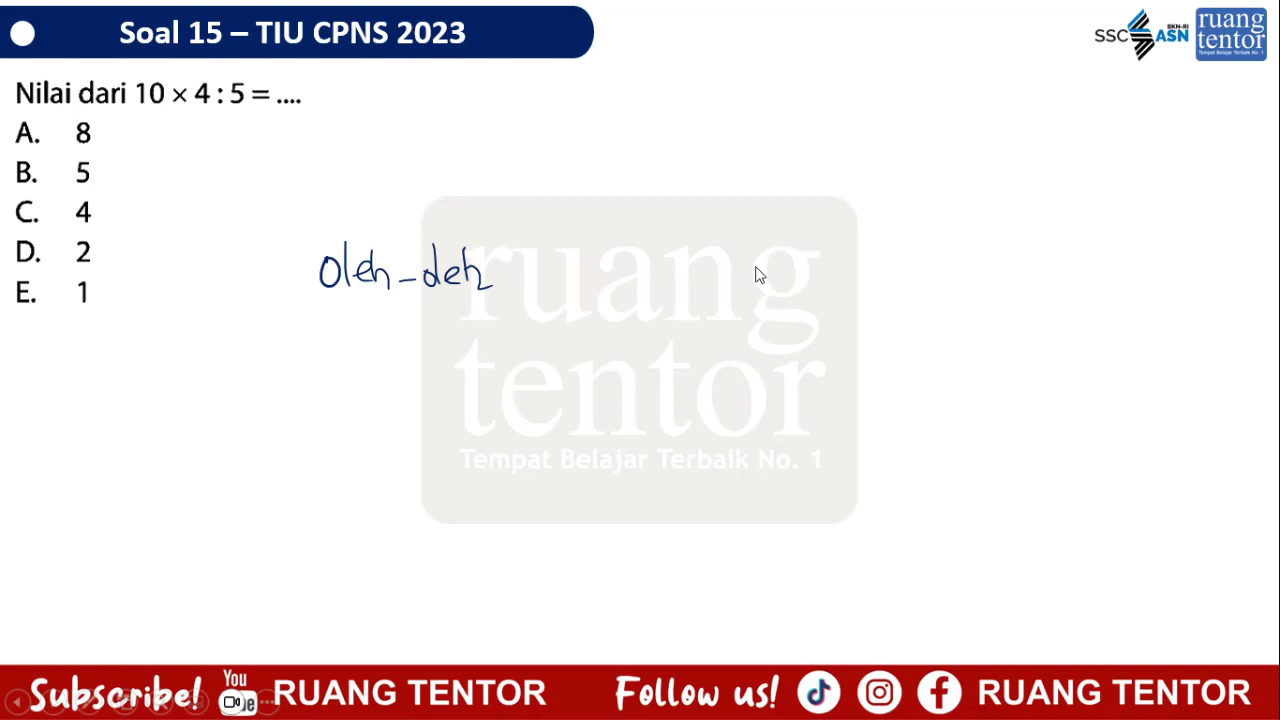 Soal 15 – TIU CPNS 2023
SSC BKN-RI ASN
ruang
tentor
Tempat Belajar Terbaik No. 1
Nilai dari 10 × 4 : 5 = ....
A. 8
B. 5
C. 4
D. 2
E. 1
Oleh-oleh
ruang
tentor
Tempat Belajar Terbaik No. 1
Subscribe! You RUANG TENTOR Follow us! RUANG TENTOR